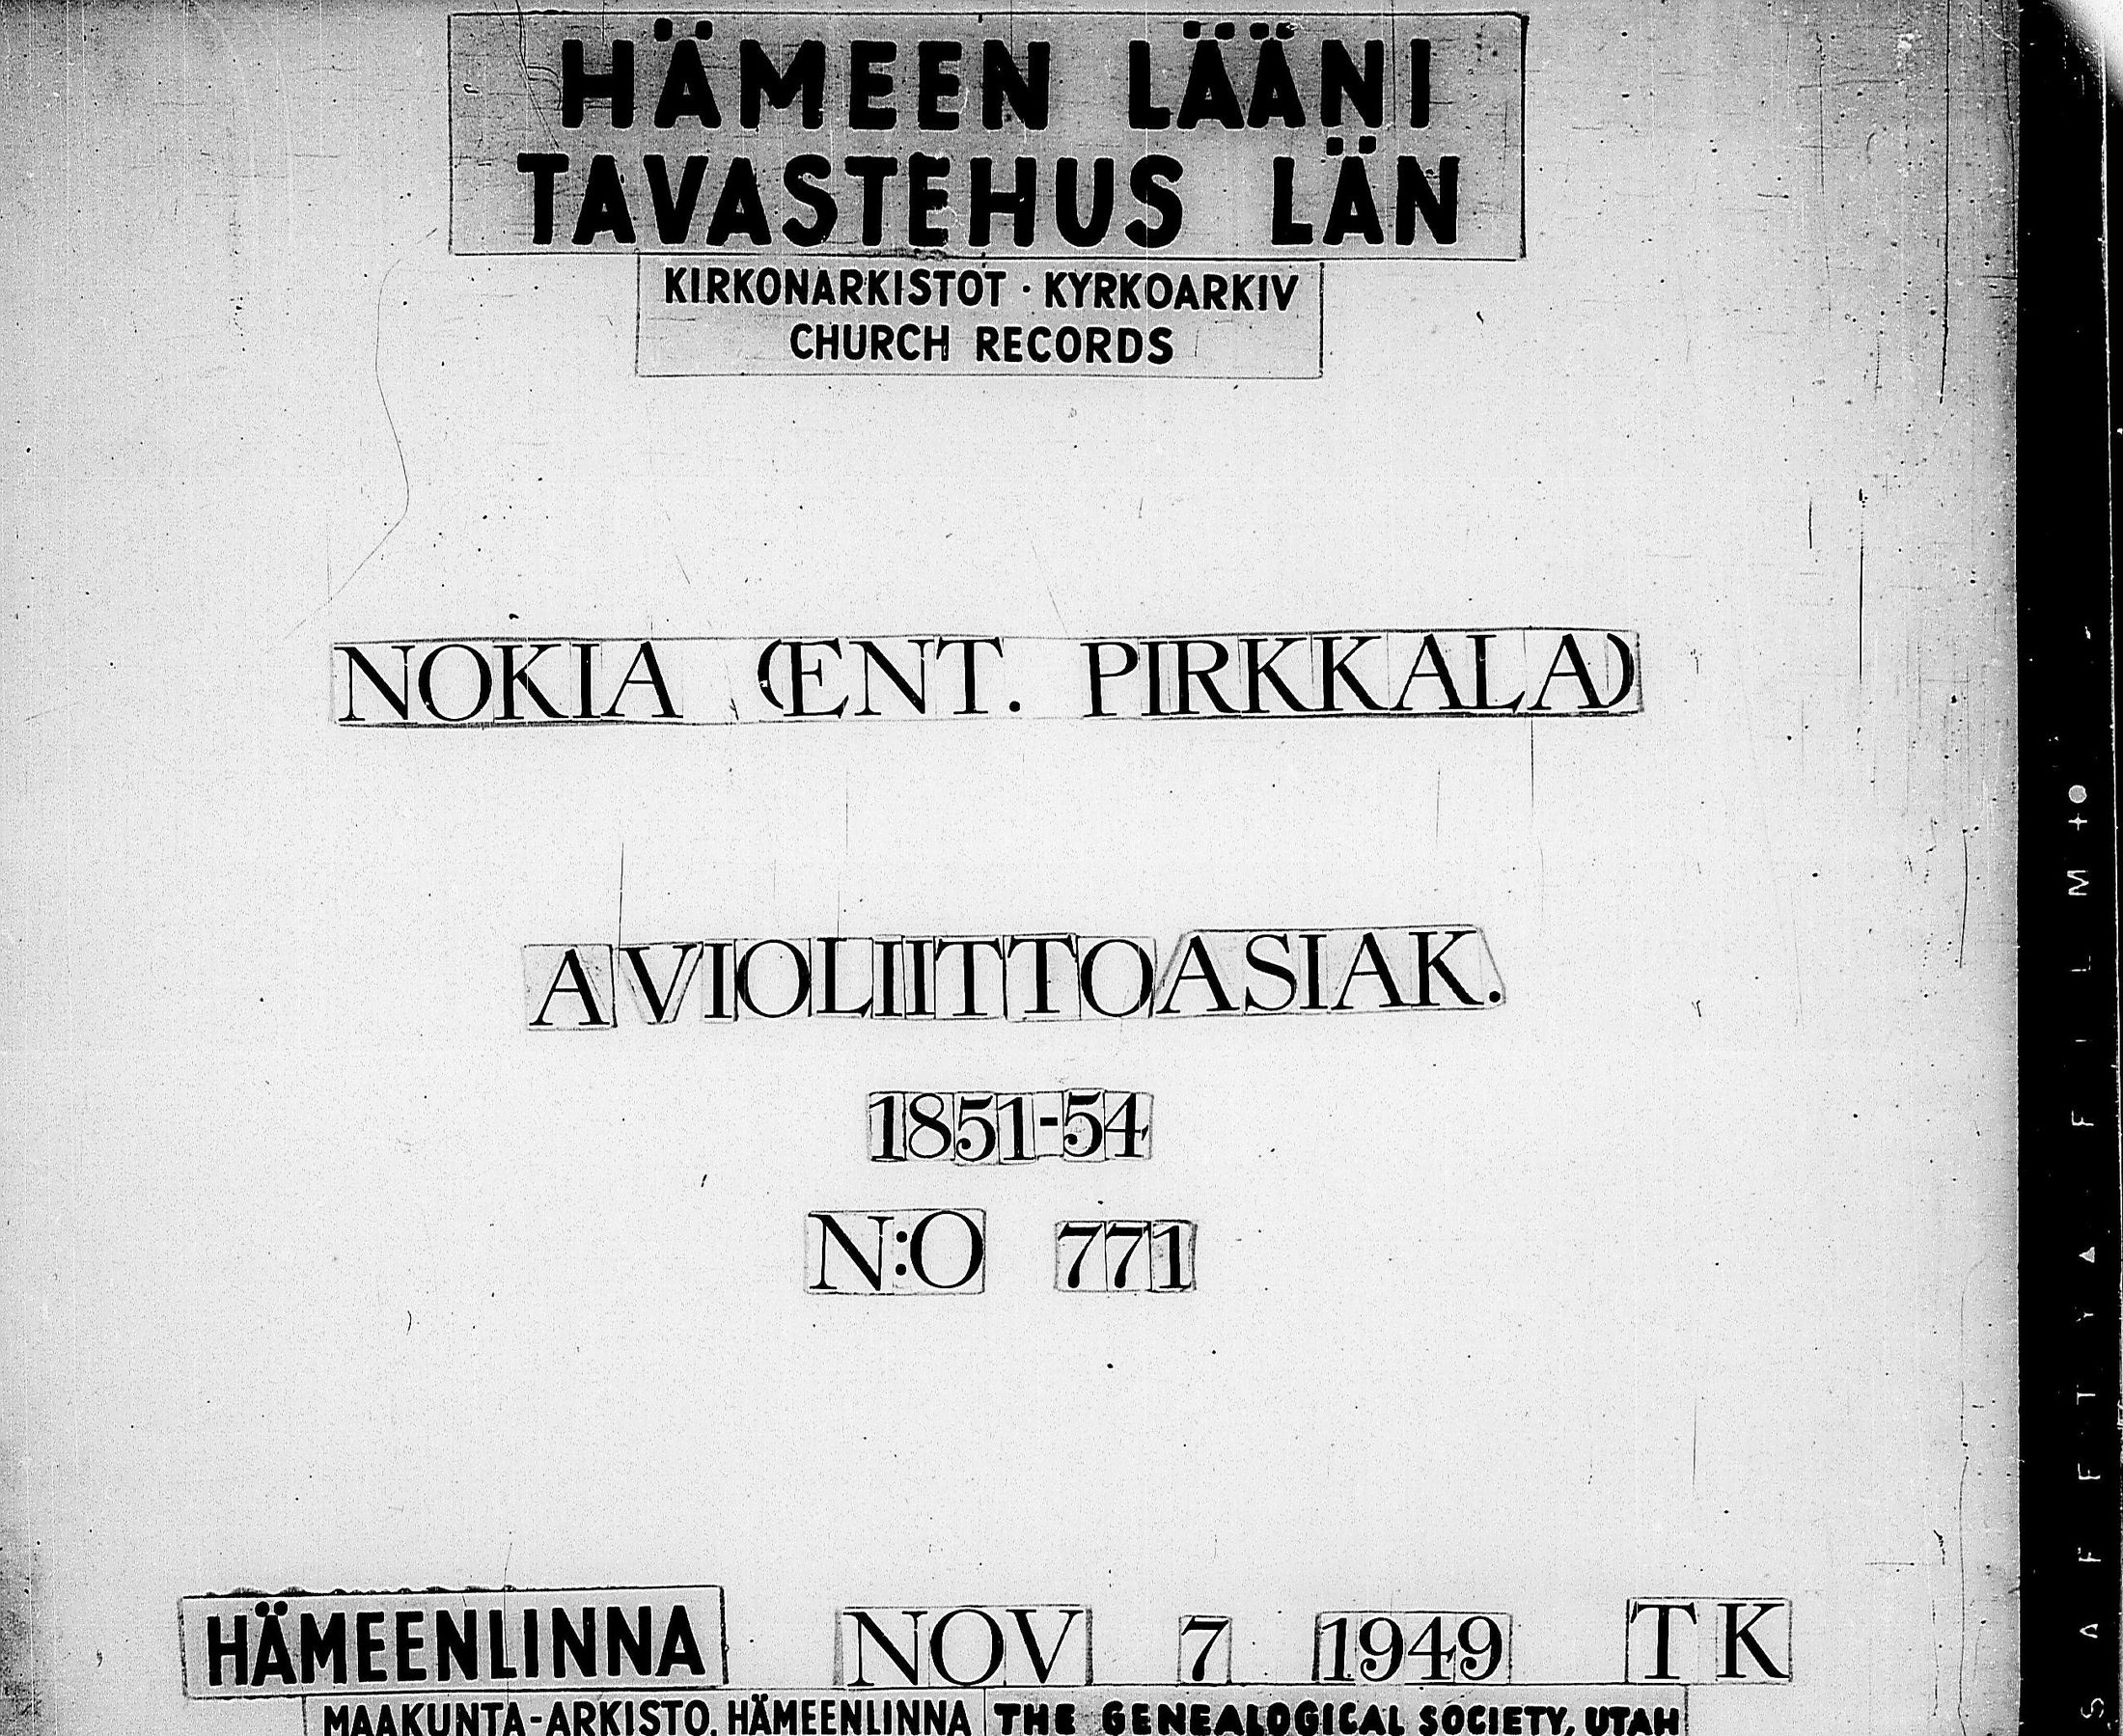 HÄMEEN LÄÄNI
TAVASTEHUS LÄN
KIRKONARKISTOT · KYRKOARKIV
CHURCH RECORDS
NOKIA (ENT. PIRKKALA)
AVIOLIITTOASIAK.
1851-54
N:O 771
HÄMEENLINNA NOV 7 1949 TK
MAAKUNTA-ARKISTO, HÄMEENLINNA THE GENEALOGICAL SOCIETY, UTAH
SAFETY FILM